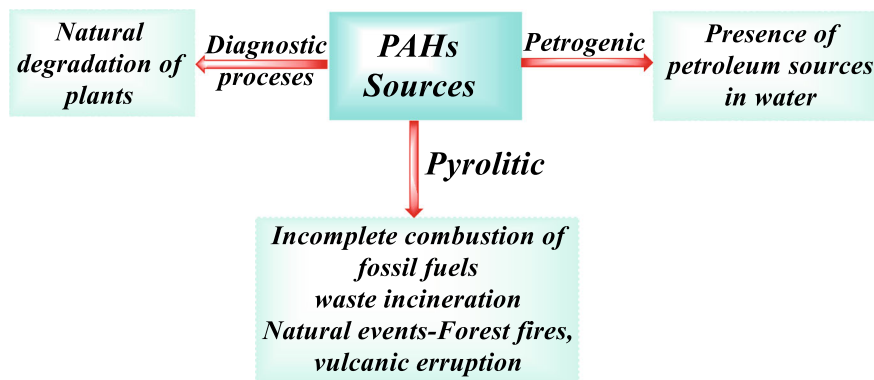 Natural
degradation of
plants
Diagnostic
proceses
PAHs
Sources
Petrogenic
Presence of
petroleum sources
in water
Pyrolitic
Incomplete combustion of
fossil fuels
waste incineration
Natural events-Forest fires,
vulcanic erruption